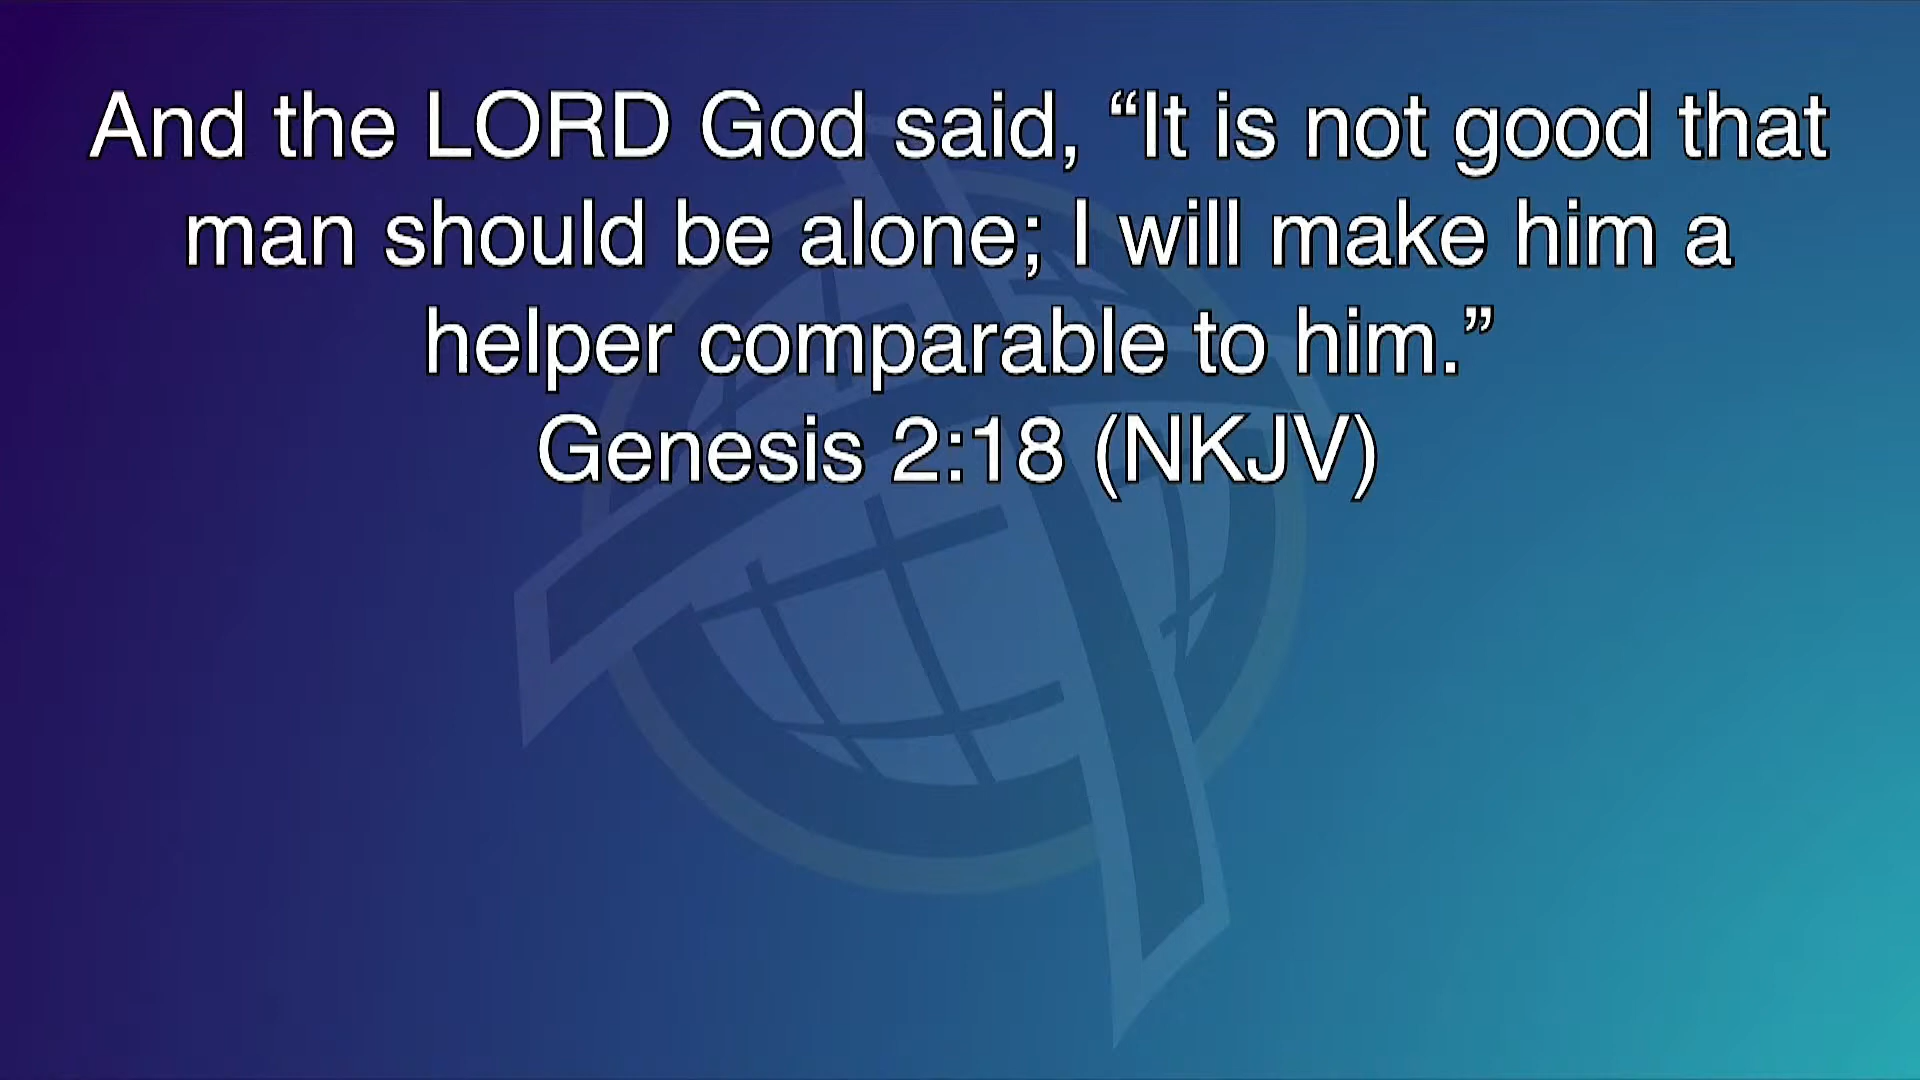 And the LORD God said, “It is not good that
man should be alone; I will make him a
helper comparable to him.”
Genesis 2:18 (NKJV)